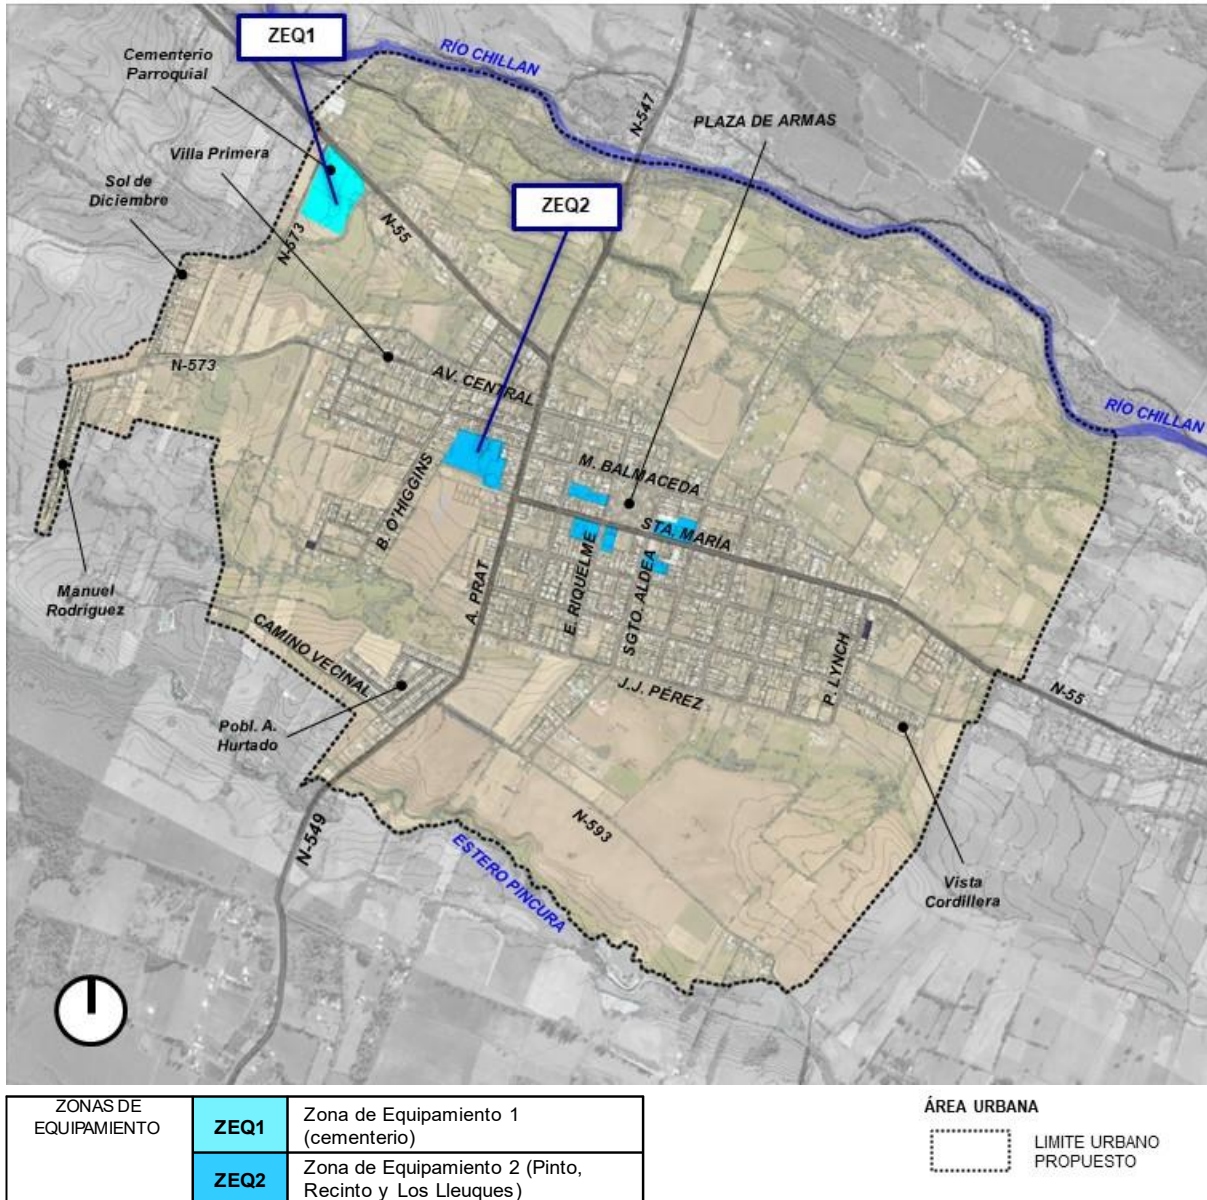 ZEQ1
Cementerio
Parroquial
RÍO CHILLAN
N-547
PLAZA DE ARMAS
Villa Primera
Sol de
Diciembre
ZEQ2
N-55
N-573
N-573
AV. CENTRAL
RÍO CHILLAN
M. BALMACEDA
B. O'HIGGINS
STA. MARÍA
A. PRAT
E. RIQUELME
SGTO. ALDEA
Manuel
Rodriguez
CAMINO VECINAL
P. LYNCH
J.J. PÉREZ
N-55
Pobl. A.
Hurtado
N-593
N-549
ESTERO PINCURA
Vista
Cordillera
ZONAS DE
EQUIPAMIENTO
ZEQ1
Zona de Equipamiento 1
(cementerio)
ZEQ2
Zona de Equipamiento 2 (Pinto,
Recinto y Los Lleuques)
ÁREA URBANA
LIMITE URBANO
PROPUESTO